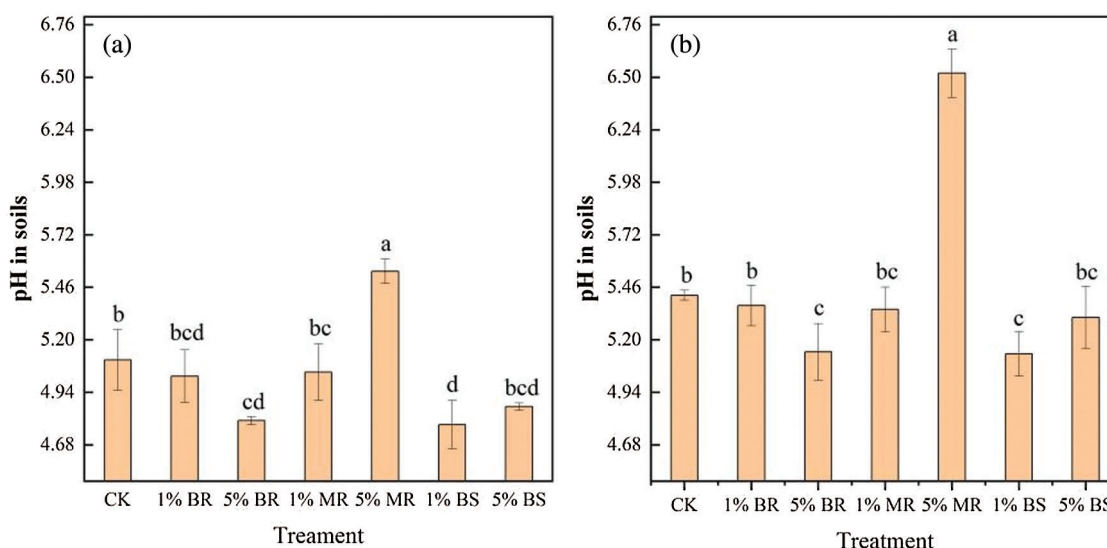 (a)
pH in soils
6.76
6.50
6.24
5.98
5.72
5.46
5.20
4.94
4.68
b
bcd
cd
bc
a
d
bcd
CK 1% BR 5% BR 1% MR 5% MR 1% BS 5% BS
Treament
(b)
pH in soils
6.76
6.50
6.24
5.98
5.72
5.46
5.20
4.94
4.68
b
b
c
bc
a
c
bc
CK 1% BR 5% BR 1% MR 5% MR 1% BS 5% BS
Treatment